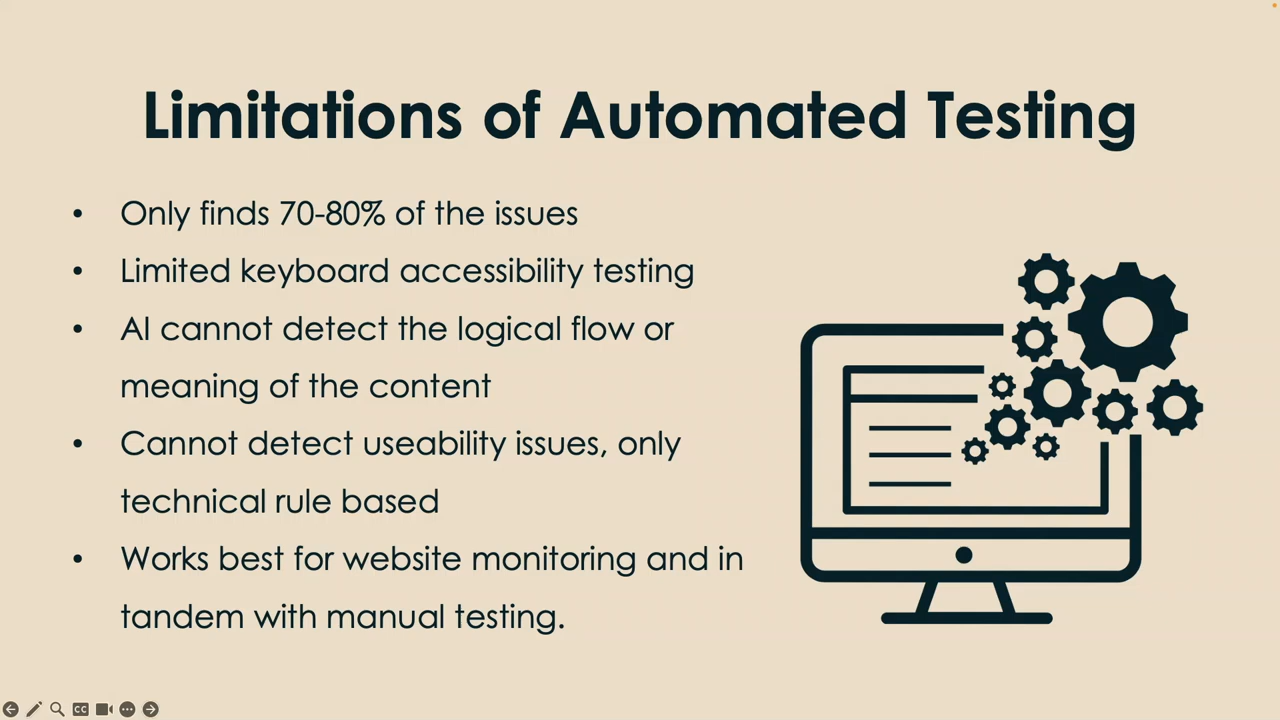 Limitations of Automated Testing
• Only finds 70-80% of the issues
• Limited keyboard accessibility testing
• AI cannot detect the logical flow or
meaning of the content
• Cannot detect useability issues, only
technical rule based
• Works best for website monitoring and in
tandem with manual testing.
CC